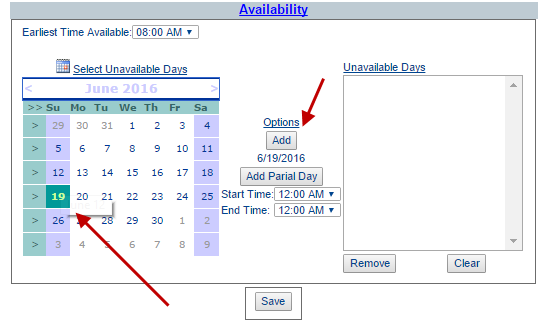 Availability
Earliest Time Available: 08:00 AM
Select Unavailable Days
< June 2016 >
>> Su Mo Tu We Th Fr Sa
> 29 30 31 1 2 3 4
> 5 6 7 8 9 10 11
> 12 13 14 15 16 17 18
> 19 20 21 22 23 24 25
> 26 28 29 30 1 2
> 3 4 5 6 7 8 9
Options
Add
6/19/2016
Add Parial Day
Start Time: 12:00 AM
End Time: 12:00 AM
Unavailable Days
Remove Clear
Save